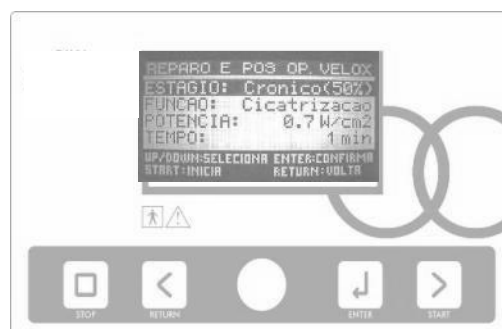 REPARO E POS OP. VELOX
ESTAGIO: Cronico(50%)
FUNCAO: Cicatrizacao
POTENCIA: 0.7 W/cm2
TEMPO: 1 min
UP/DOWN:SELECIONA ENTER:CONFIRMA
START:INICIA RETURN:VOLTA
STOP
RETURN
ENTER
START